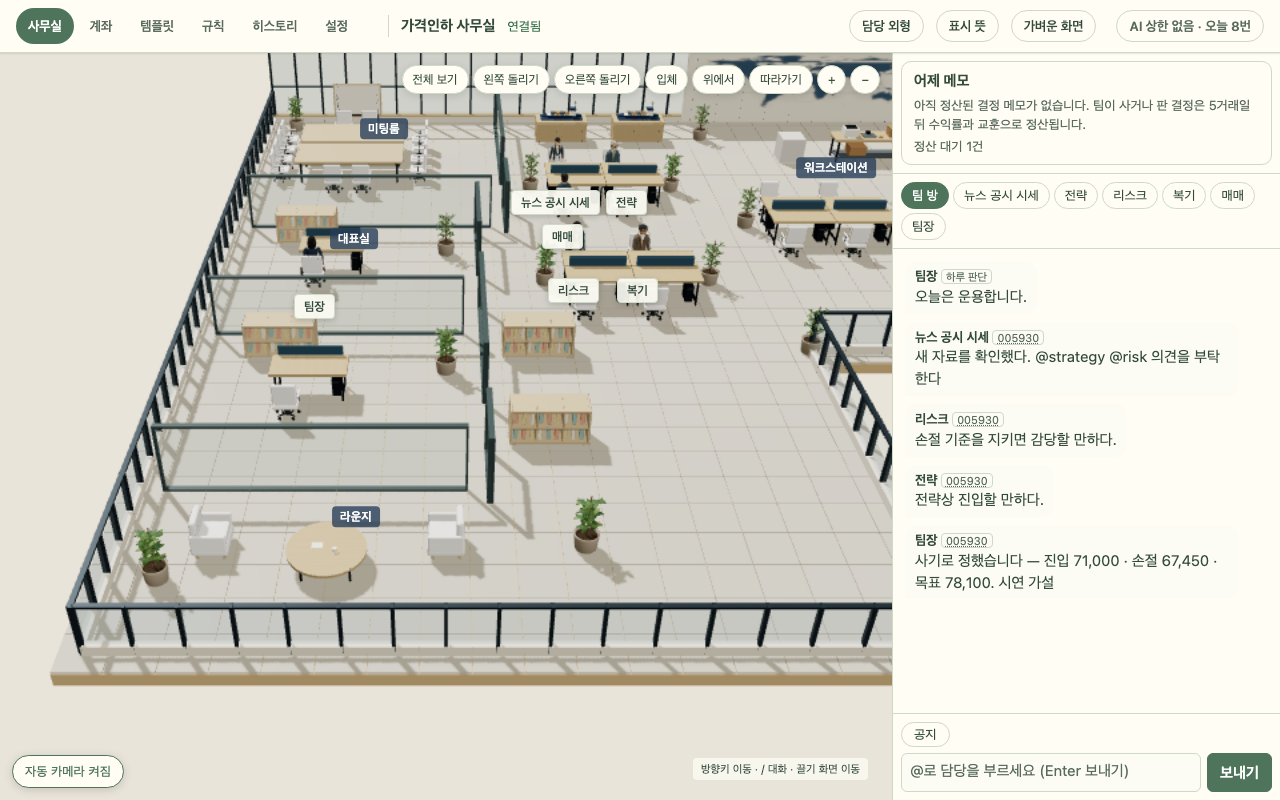 사무실
계좌
템플릿
규칙
히스토리
설정
가격인하 사무실
연결됨
담당 외형
표시 뜻
가벼운 화면
AI 상한 없음 · 오늘 8번
전체 보기
왼쪽 돌리기
오른쪽 돌리기
입체
위에서
따라가기
+
−
미팅룸
워크스테이션
뉴스 공시 시세
전략
대표실
매매
리스크
복기
팀장
라운지
자동 카메라 켜짐
방향키 이동 · / 대화 · 끌기 화면 이동
어제 메모
아직 정산된 결정 메모가 없습니다. 팀이 사거나 판 결정은 5거래일
뒤 수익률과 교훈으로 정산됩니다.
정산 대기 1건
팀 방
뉴스 공시 시세
전략
리스크
복기
매매
팀장
팀장 하루 판단
오늘은 운용합니다.
뉴스 공시 시세 005930
새 자료를 확인했다. @strategy @risk 의견을 부탁
한다
리스크 005930
손절 기준을 지키면 감당할 만하다.
전략 005930
전략상 진입할 만하다.
팀장 005930
사기로 정했습니다 — 진입 71,000 · 손절 67,450 ·
목표 78,100. 시연 가설
공지
@로 담당을 부르세요 (Enter 보내기)
보내기